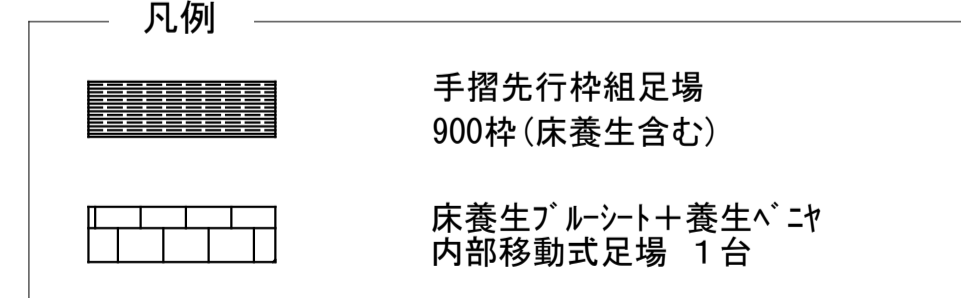 凡例
手摺先行枠組足場
900枠(床養生含む)
床養生ﾌﾞﾙｰｼｰﾄ＋養生ﾍﾞﾆﾔ
内部移動式足場 １台